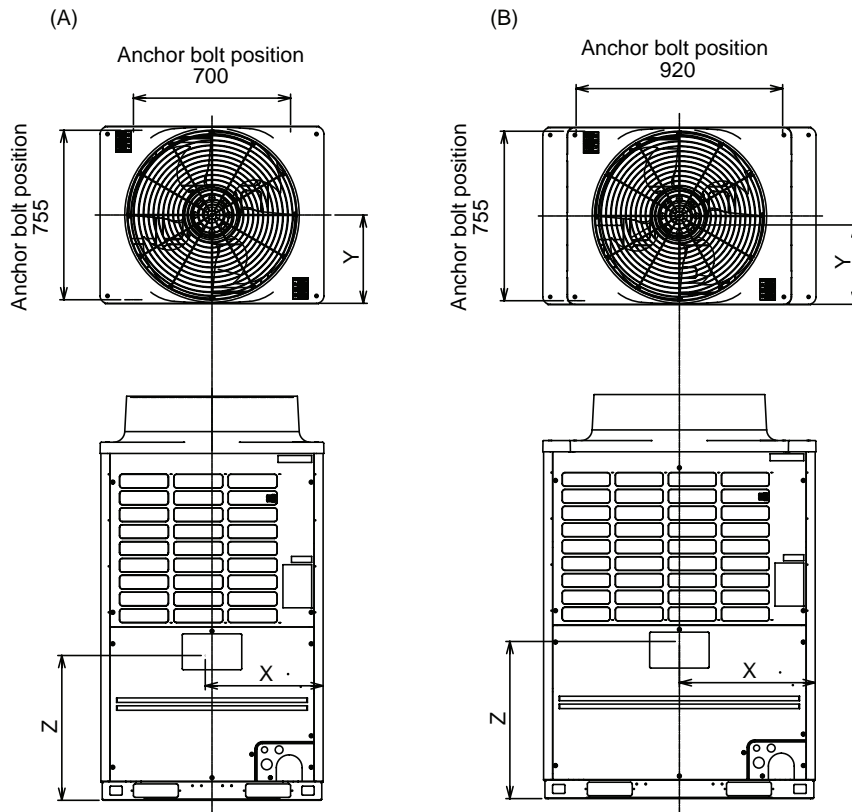 (A)
Anchor bolt position
700
Anchor bolt position
755
Y
X
Z
(B)
Anchor bolt position
920
Anchor bolt position
755
Y
X
Z